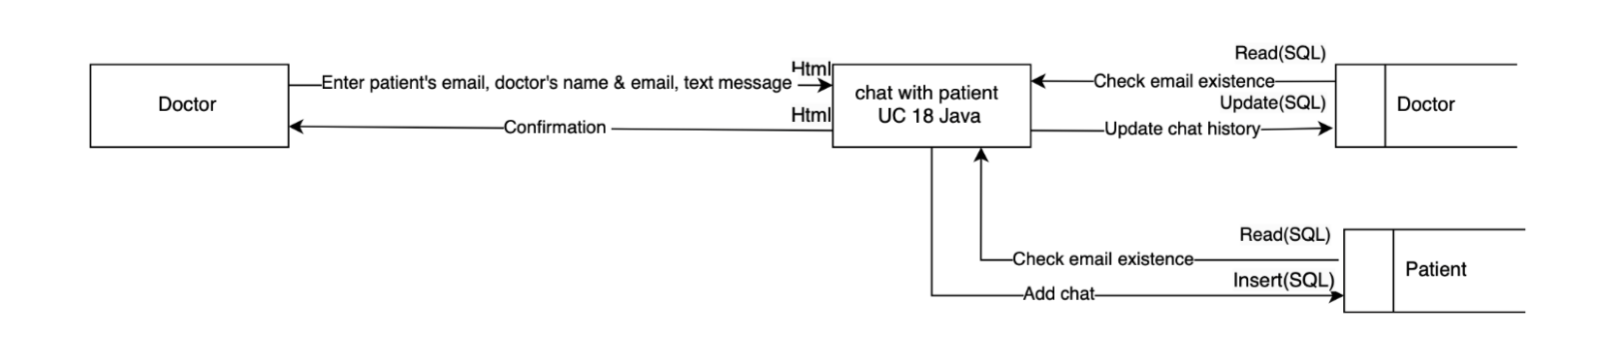 Doctor
Enter patient's email, doctor's name & email, text message
Html
Confirmation
Html
chat with patient
UC 18 Java
Read(SQL)
Check email existence
Update(SQL)
Update chat history
Doctor
Read(SQL)
Check email existence
Insert(SQL)
Add chat
Patient